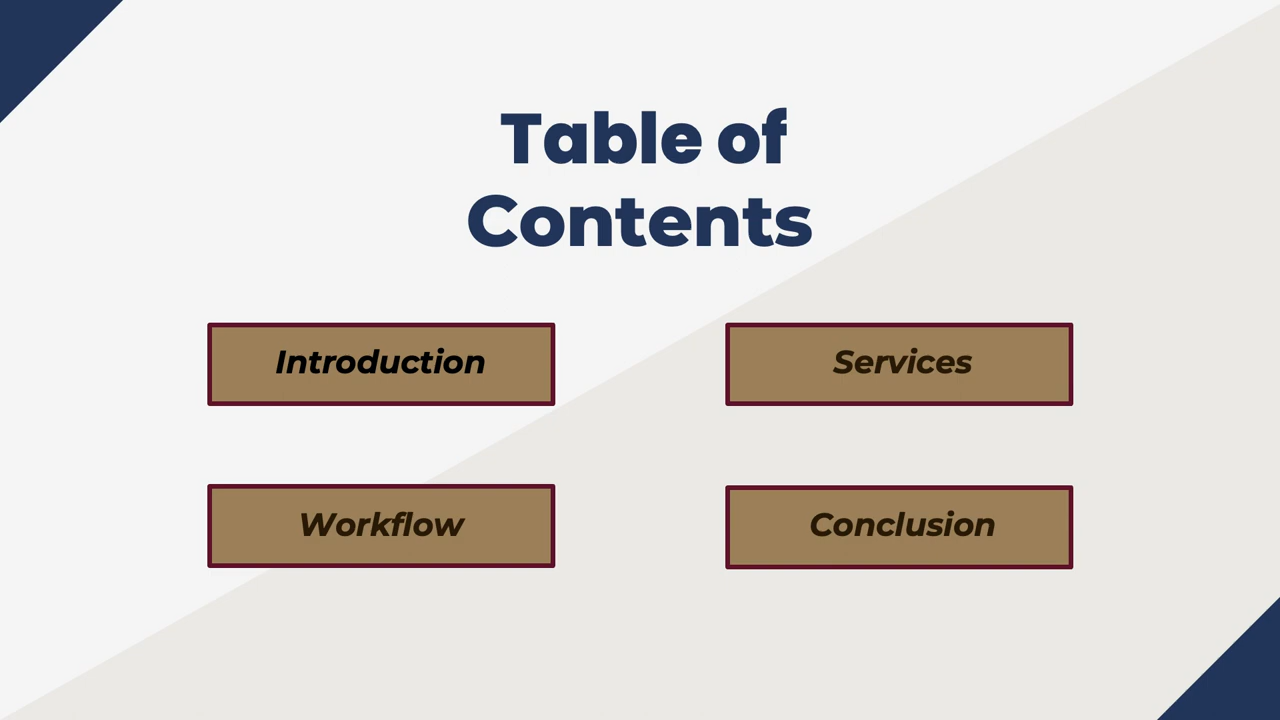 Table of
Contents
Introduction
Services
Workflow
Conclusion